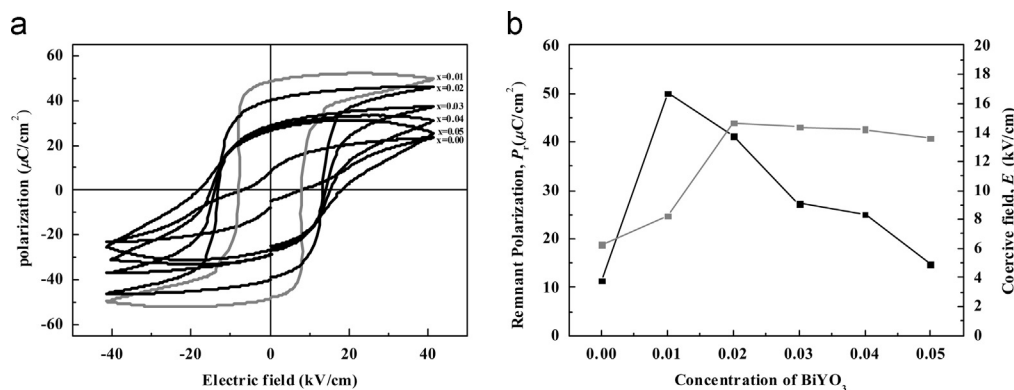 a
polarization (μC/cm²)
60
40
20
0
-20
-40
-60
-40
-20
0
20
40
Electric field (kV/cm)
x=0.01
x=0.02
x=0.03
x=0.04
x=0.05
x=0.00
b
Remnant Polarization, Pr(μC/cm²)
60
50
40
30
20
10
0
0.00
0.01
0.02
0.03
0.04
0.05
Concentration of BiYO₃
20
18
16
14
12
10
8
6
4
2
0
Coercive field, E (kV/cm)